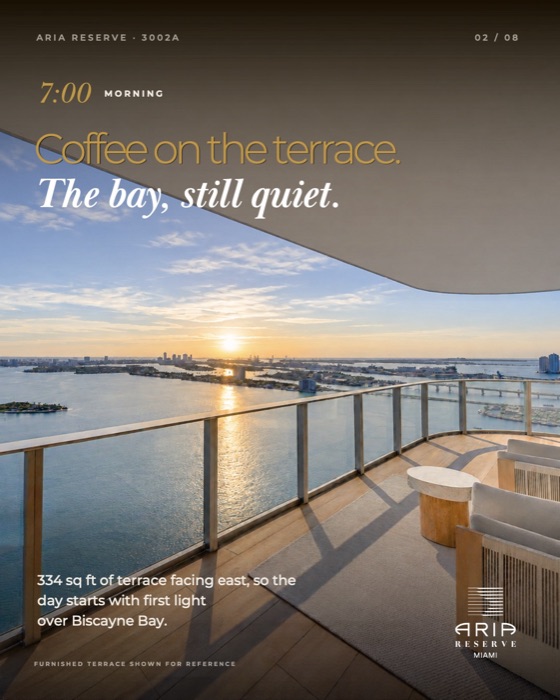 ARIA RESERVE · 3002A
02 / 08
7:00 MORNING
Coffee on the terrace.
The bay, still quiet.
334 sq ft of terrace facing east, so the
day starts with first light
over Biscayne Bay.
ARIA
RESERVE
MIAMI
FURNISHED TERRACE SHOWN FOR REFERENCE